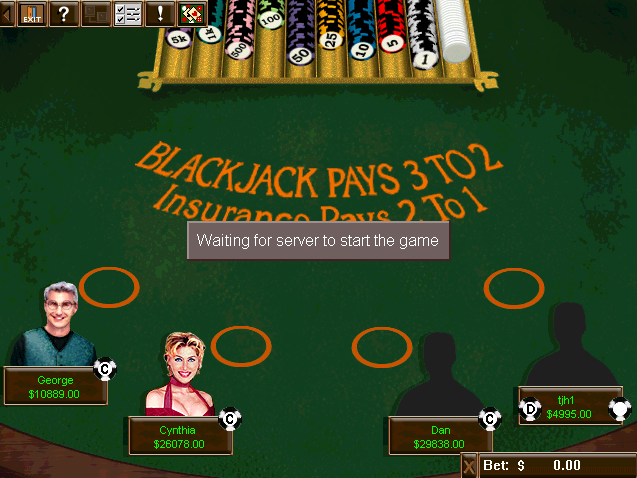 EXIT
?
!
5k
1k
500
100
50
25
10
5
1
BLACKJACK PAYS 3 TO 2
Insurance Pays 2 To 1
Waiting for server to start the game
George
$10889.00
C
Cynthia
$26078.00
C
Dan
$29838.00
C
tjh1
$4995.00
D
X
Bet: $ 0.00